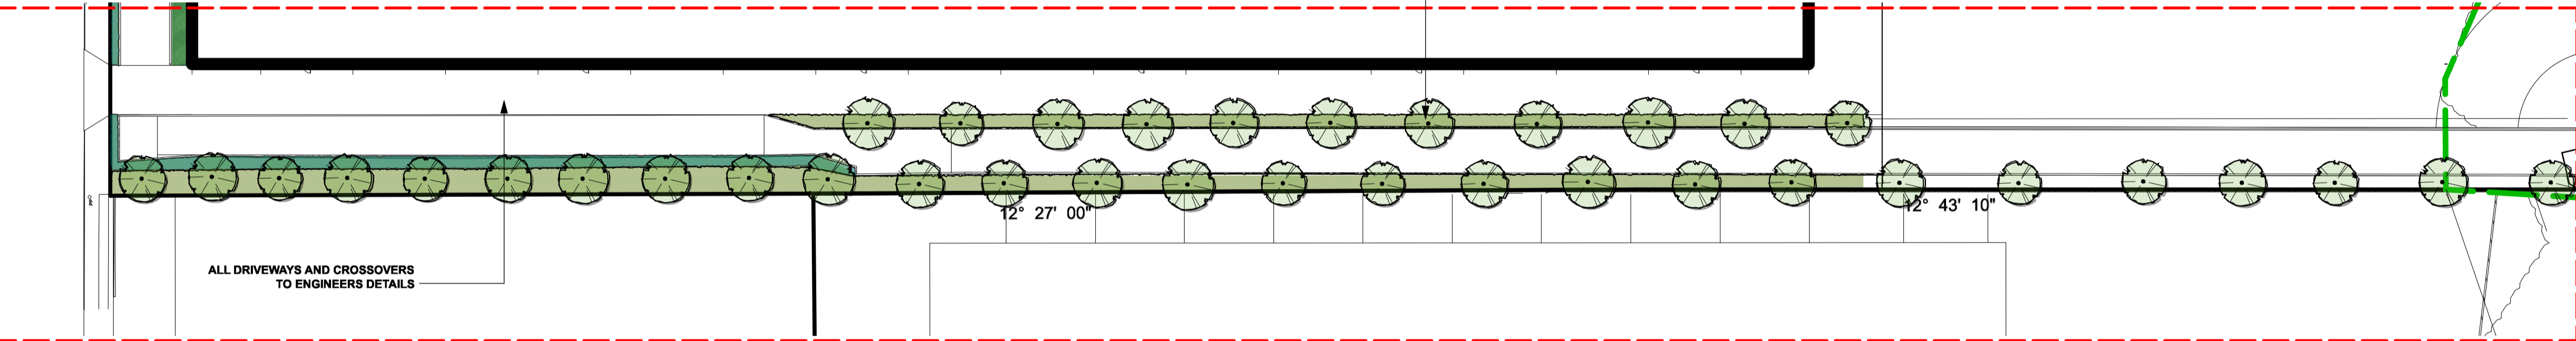 12° 27' 00"
12° 43' 10"
ALL DRIVEWAYS AND CROSSOVERS
TO ENGINEERS DETAILS